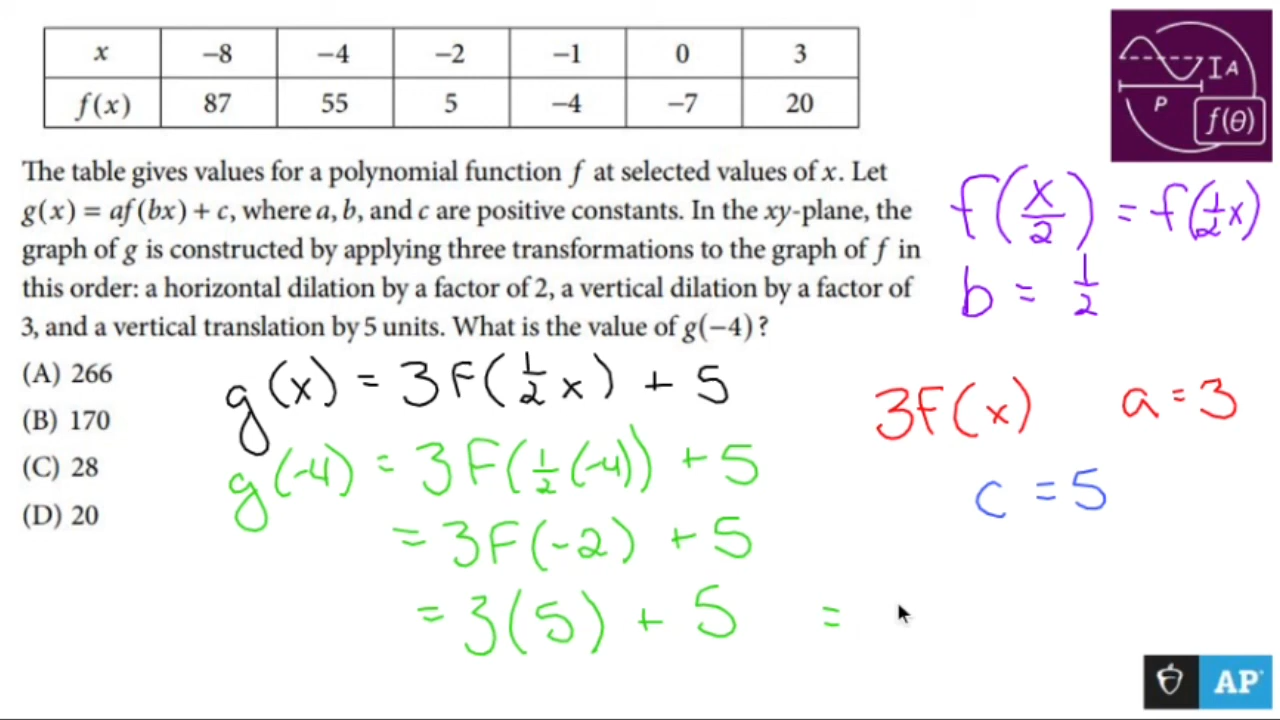 x −8 −4 −2 −1 0 3
f(x) 87 55 5 −4 −7 20
I A
P
f(θ)
The table gives values for a polynomial function f at selected values of x. Let
g(x) = af(bx) + c, where a, b, and c are positive constants. In the xy-plane, the
graph of g is constructed by applying three transformations to the graph of f in
this order: a horizontal dilation by a factor of 2, a vertical dilation by a factor of
3, and a vertical translation by 5 units. What is the value of g(−4)?
(A) 266
(B) 170
(C) 28
(D) 20
f(x/2) = f(1/2 x)
b = 1/2
g(x) = 3F(1/2 x) + 5
3F(x) a = 3
g(-4) = 3F(1/2 (-4)) + 5
c = 5
= 3F(-2) + 5
= 3(5) + 5 =
AP